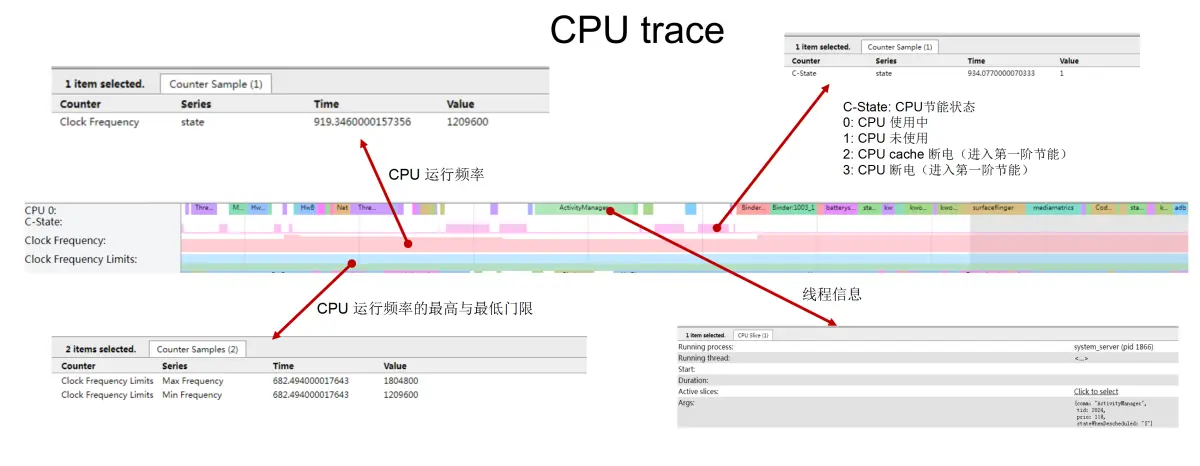 CPU trace
1 item selected. Counter Sample (1)
Counter Series Time Value
C-State state 934.0770000070333 1
1 item selected. Counter Sample (1)
Counter Series Time Value
Clock Frequency state 919.3460000157356 1209600
C-State: CPU节能状态
0: CPU 使用中
1: CPU 未使用
2: CPU cache 断电（进入第一阶节能）
3: CPU 断电（进入第一阶节能）
CPU 运行频率
CPU 0: Thre... M... Hw... HwB Net Thre... ActivityManager Binder... Binder:1003_1 batterys... sta... kw kwo... kwo... surfaceflinger mediametrics Cod... sta... k... adb
C-State:
Clock Frequency:
Clock Frequency Limits:
线程信息
CPU 运行频率的最高与最低门限
2 items selected. Counter Samples (2)
Counter Series Time Value
Clock Frequency Limits Max Frequency 682.494000017643 1804800
Clock Frequency Limits Min Frequency 682.494000017643 1209600
1 item selected. CPU Slice (1)
Running process: system_server (pid 1866)
Running thread: <...>
Start:
Duration:
Active slices: Click to select
Args: {comm: "ActivityManager",
tid: 2024,
prio: 118,
stateWhenDescheduled: "S"}